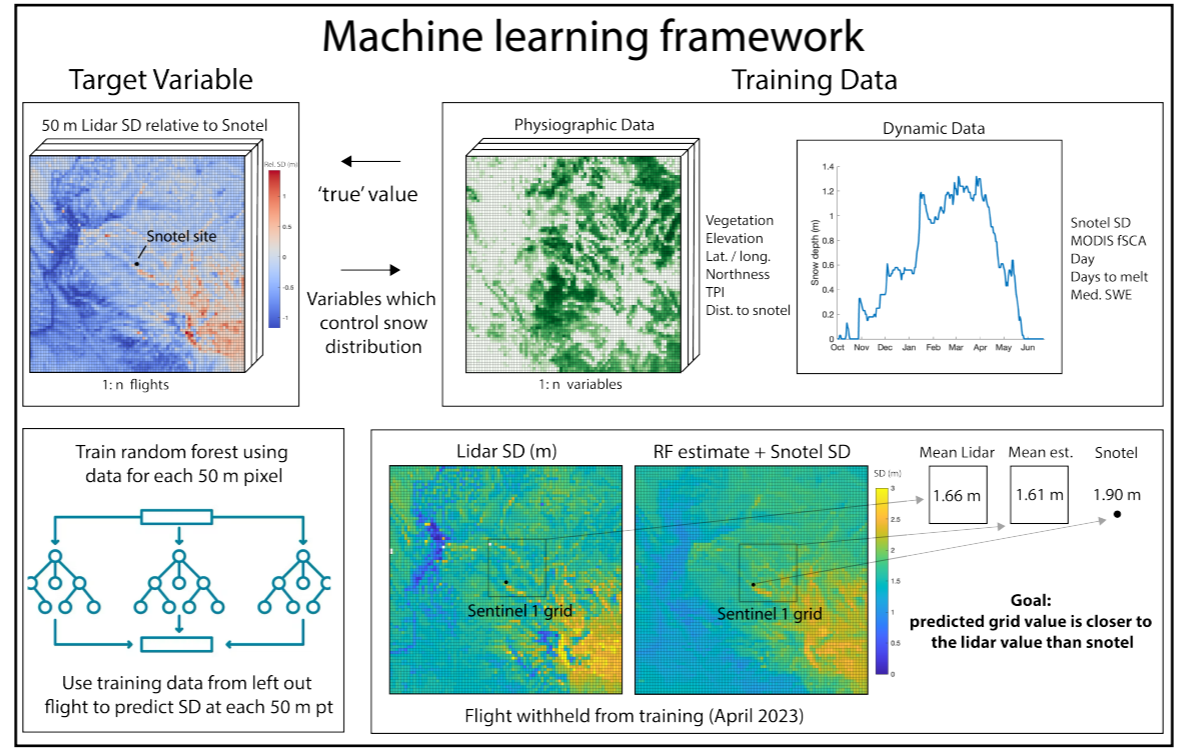 Machine learning framework
Target Variable
Training Data
50 m Lidar SD relative to Snotel
Rel. SD (m)
1
0.5
0
-0.5
-1
Snotel site
1: n flights
'true' value
Variables which
control snow
distribution
Physiographic Data
1: n variables
Vegetation
Elevation
Lat. / long.
Northness
TPI
Dist. to snotel
Dynamic Data
Snow depth (m)
1.4
1.2
1
0.8
0.6
0.4
0.2
0
Oct Nov Dec Jan Feb Mar Apr May Jun
Snotel SD
MODIS fSCA
Day
Days to melt
Med. SWE
Train random forest using
data for each 50 m pixel
Use training data from left out
flight to predict SD at each 50 m pt
Lidar SD (m)
Sentinel 1 grid
RF estimate + Snotel SD
Sentinel 1 grid
SD (m)
3
2.5
2
1.5
1
0.5
0
Flight withheld from training (April 2023)
Mean Lidar Mean est. Snotel
1.66 m 1.61 m 1.90 m
Goal:
predicted grid value is closer to
the lidar value than snotel